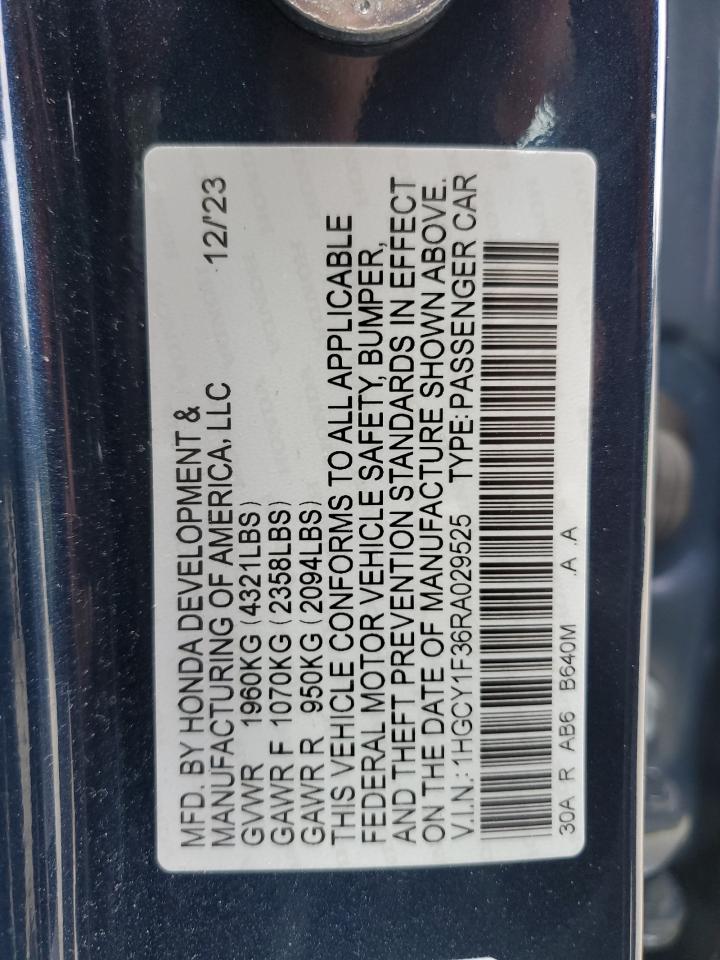 MFD. BY HONDA DEVELOPMENT &
MANUFACTURING OF AMERICA, LLC 12/'23
GVWR 1960KG (4321LBS)
GAWR F 1070KG (2358LBS)
GAWR R 950KG (2094LBS)
THIS VEHICLE CONFORMS TO ALL APPLICABLE
FEDERAL MOTOR VEHICLE SAFETY, BUMPER,
AND THEFT PREVENTION STANDARDS IN EFFECT
ON THE DATE OF MANUFACTURE SHOWN ABOVE.
V.I.N.: 1HGCY1F36RA029525 TYPE: PASSENGER CAR
30A R AB6 B640M .A .A